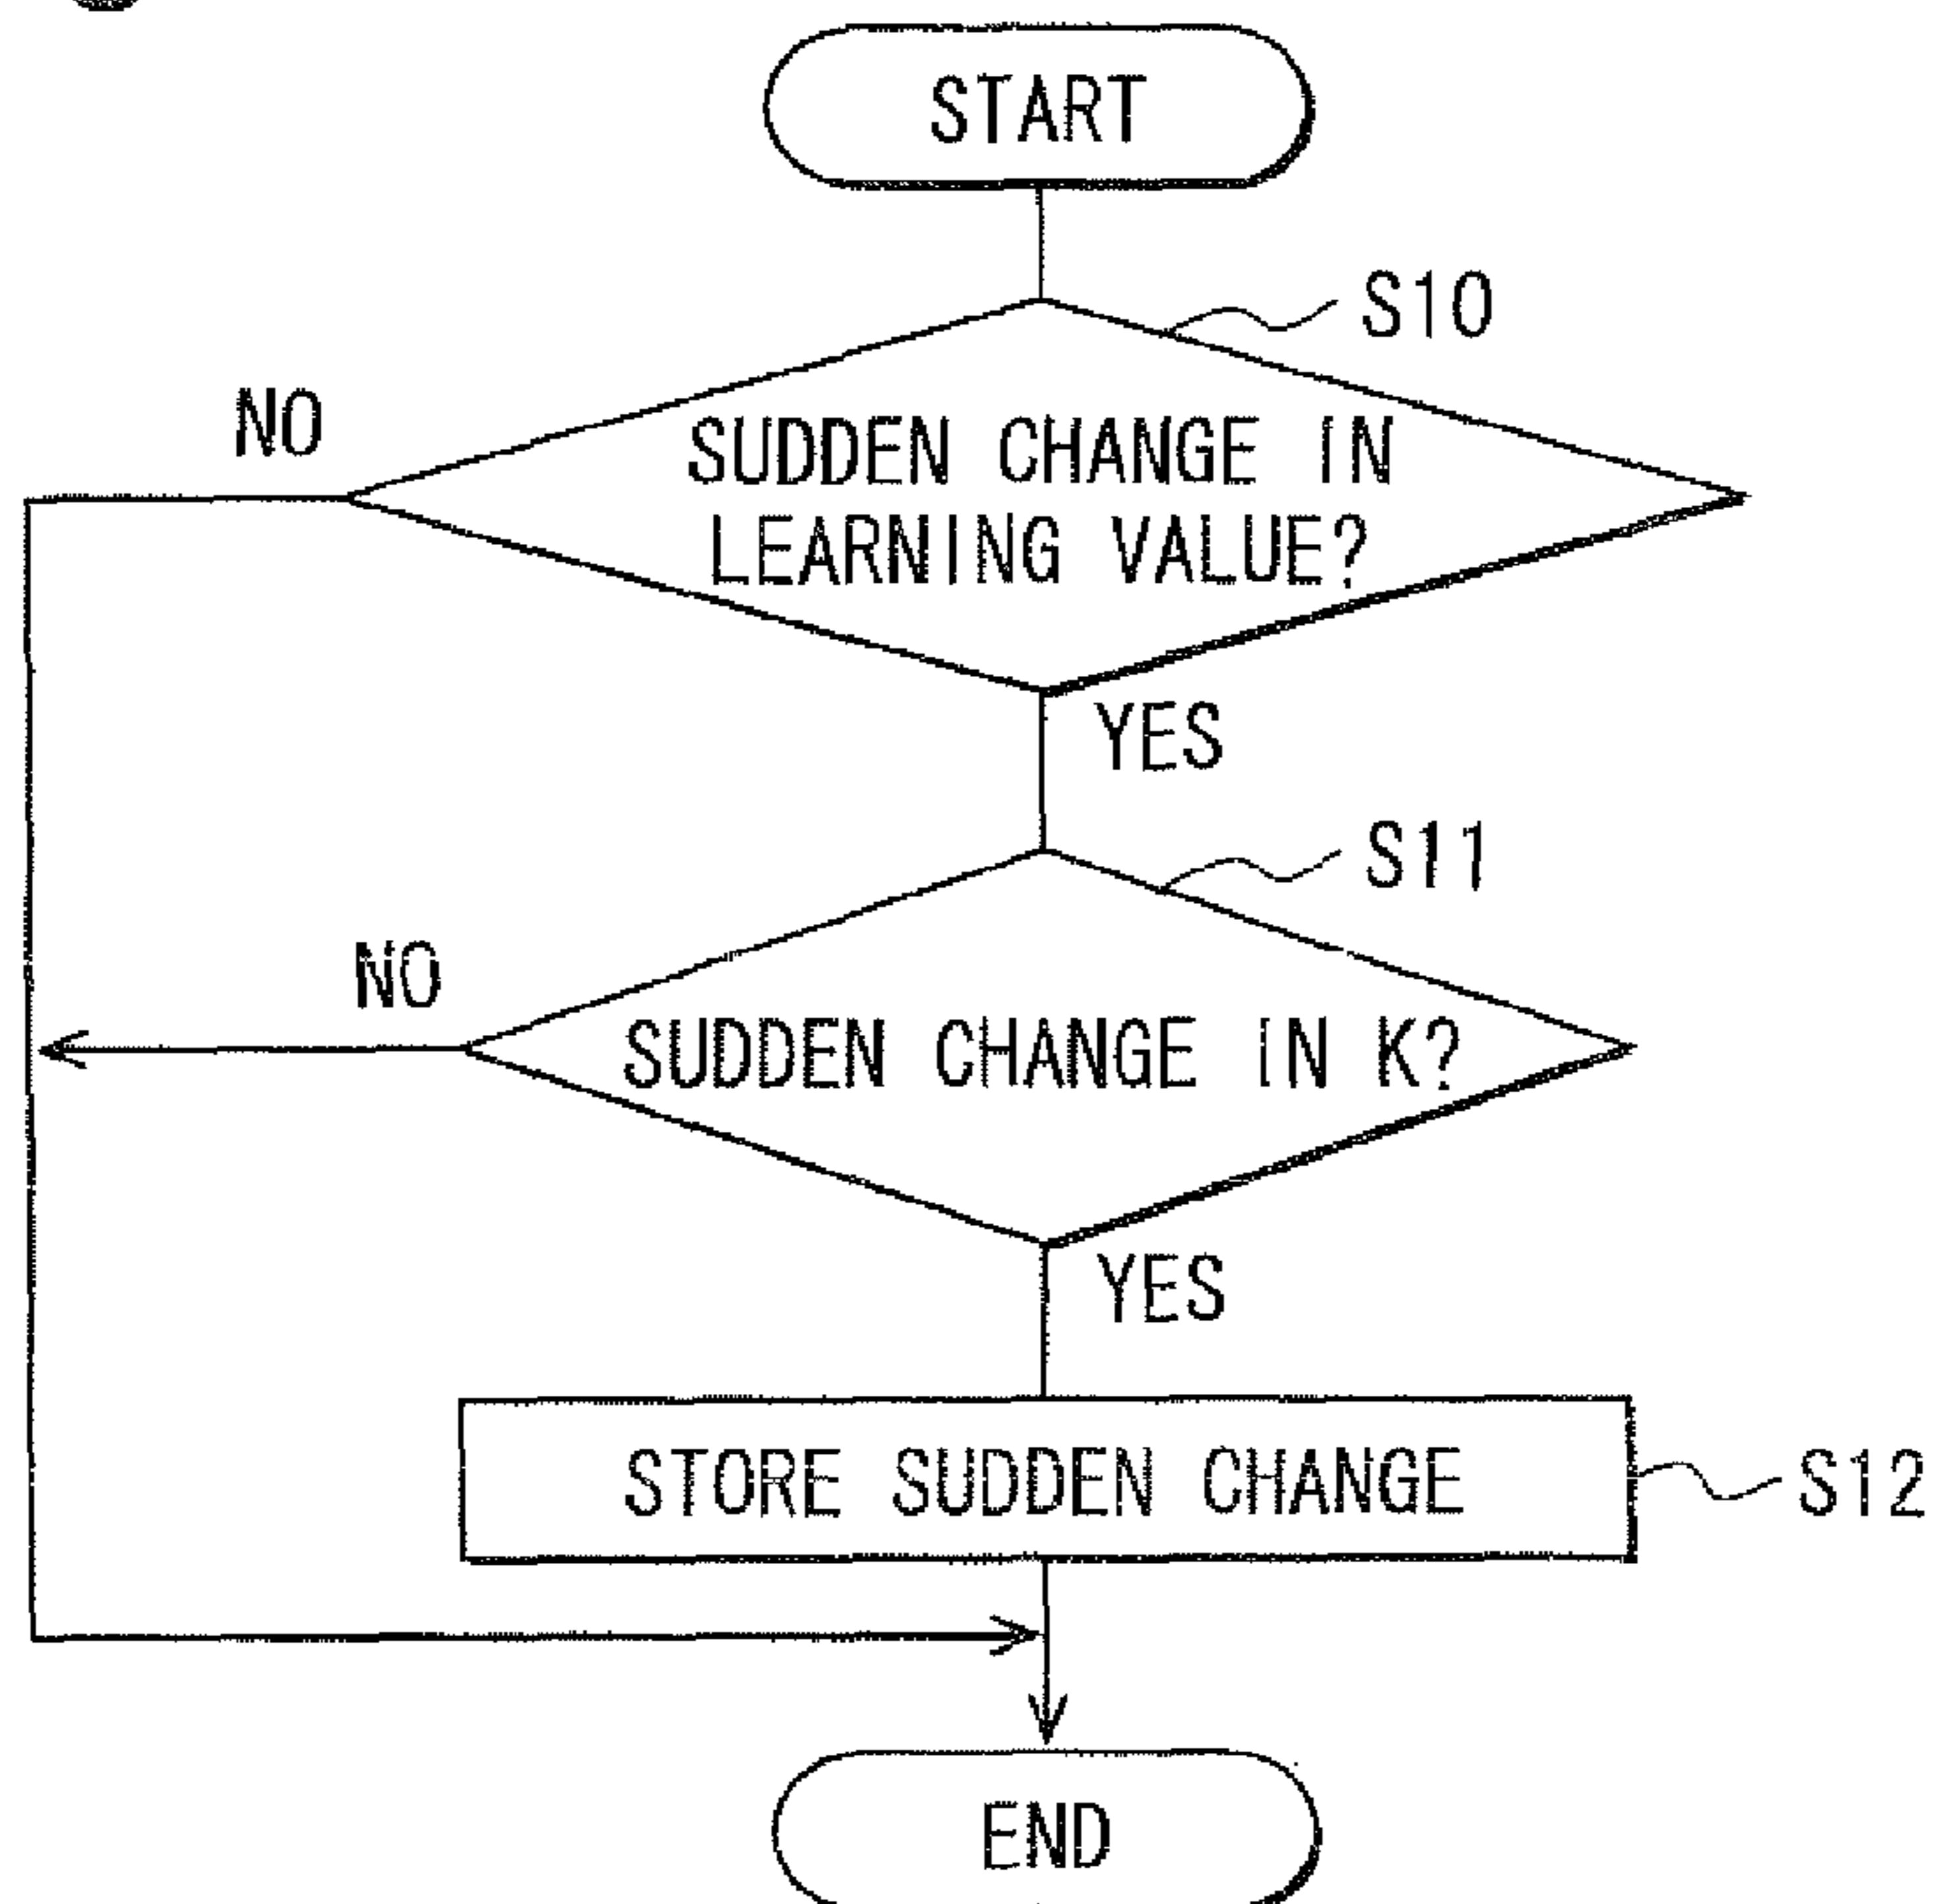 START
S10
NO
SUDDEN CHANGE IN
LEARNING VALUE?
YES
S11
NO
SUDDEN CHANGE IN K?
YES
STORE SUDDEN CHANGE
S12
END